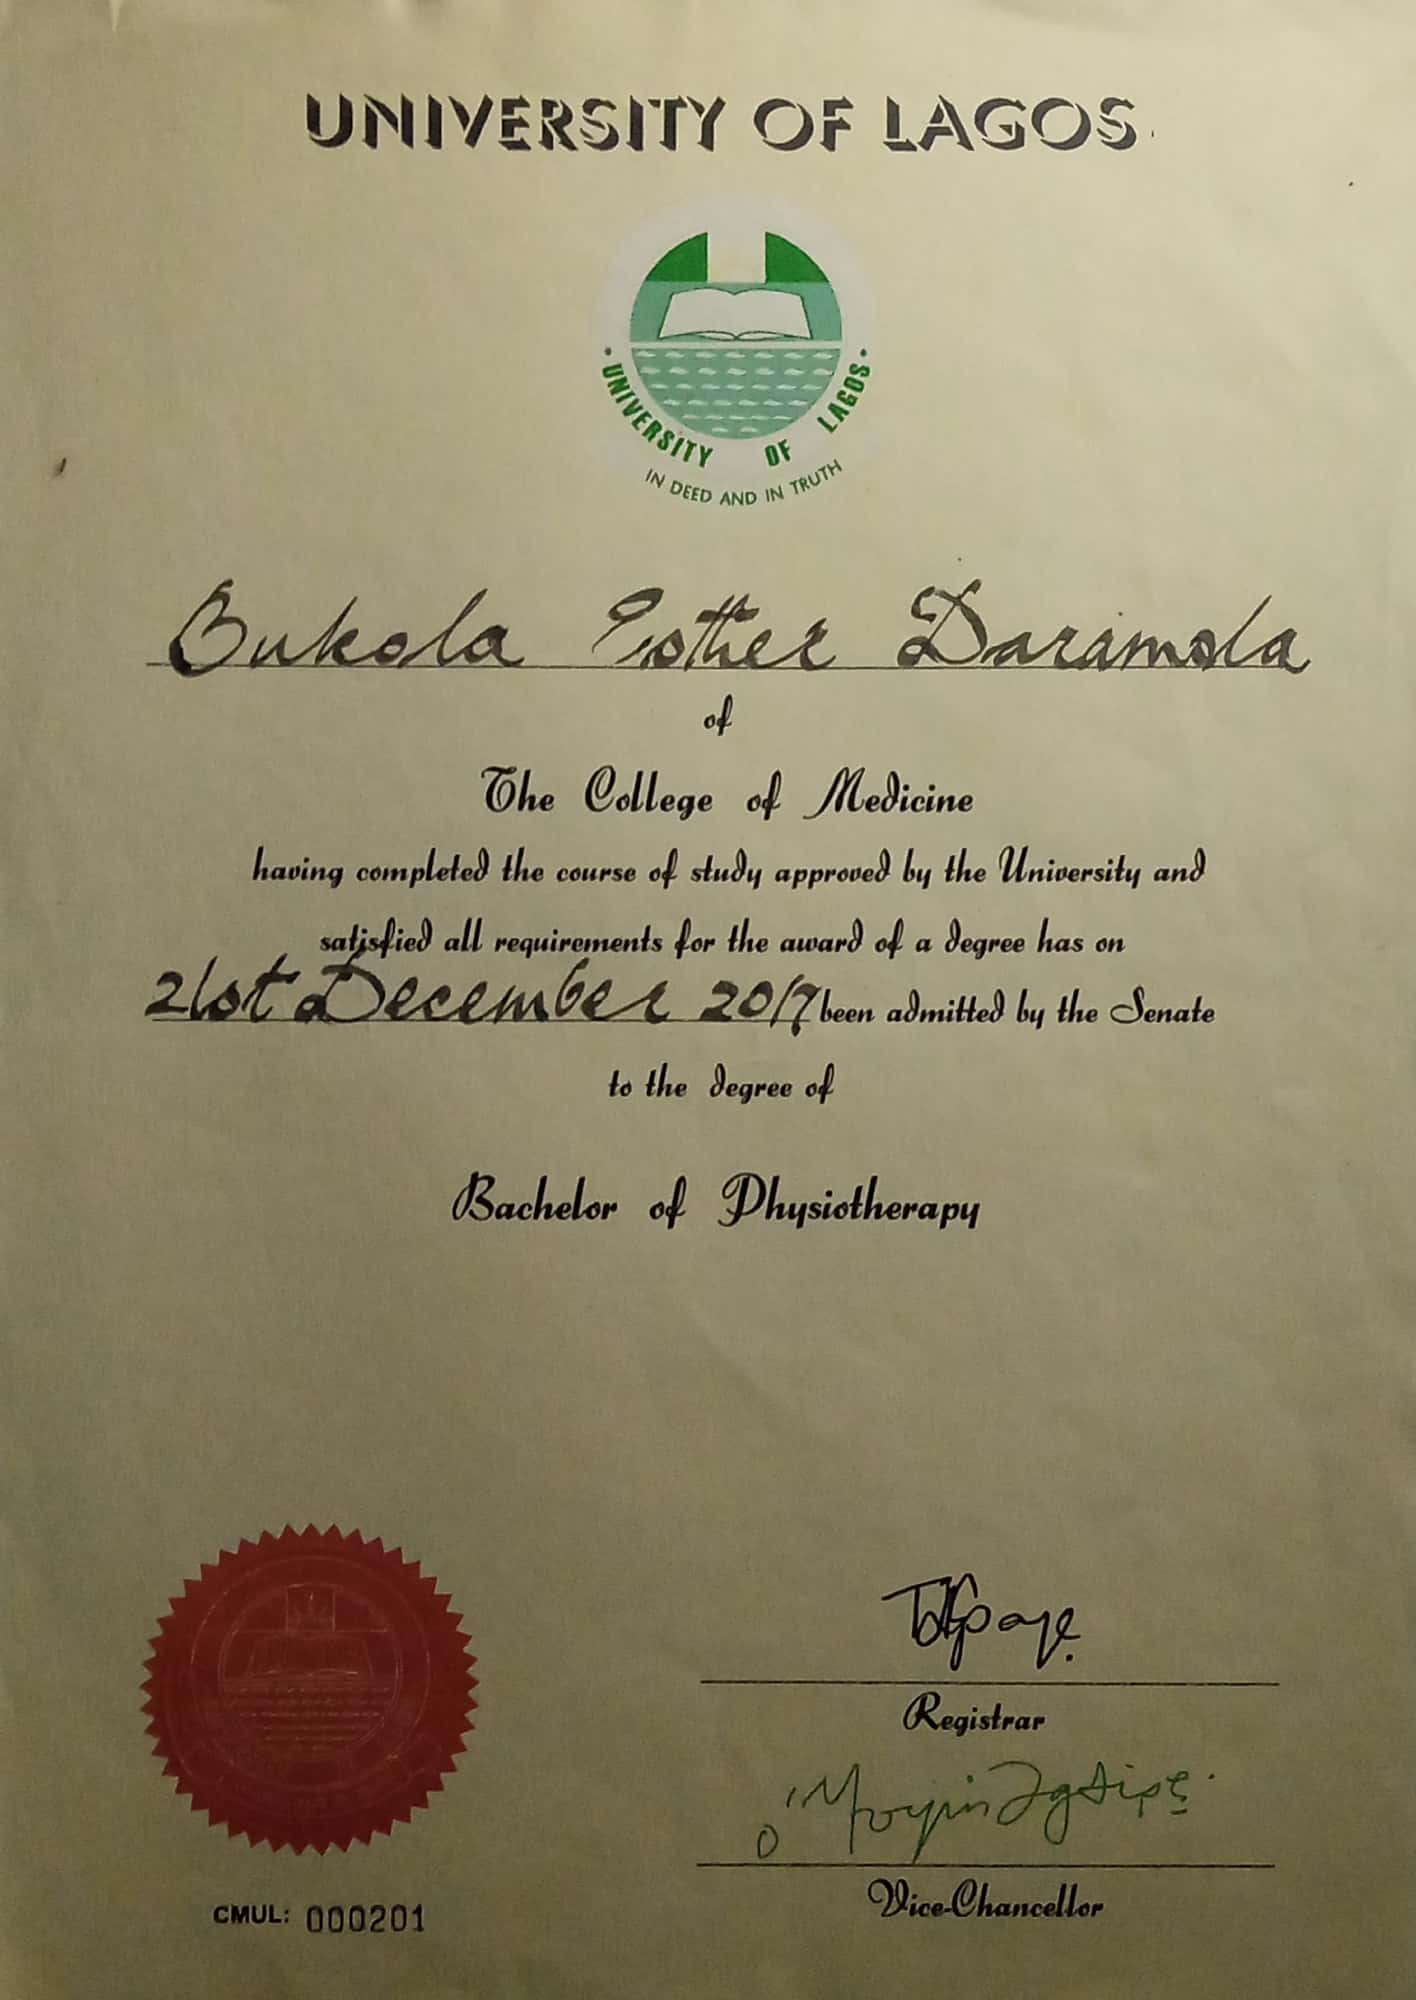 UNIVERSITY OF LAGOS
• UNIVERSITY OF LAGOS •
IN DEED AND IN TRUTH
Bukola Esther Daramola
of
The College of Medicine
having completed the course of study approved by the University and
satisfied all requirements for the award of a degree has on
21st December 2017 been admitted by the Senate
to the degree of
Bachelor of Physiotherapy
Registrar
Vice-Chancellor
CMUL: 000201